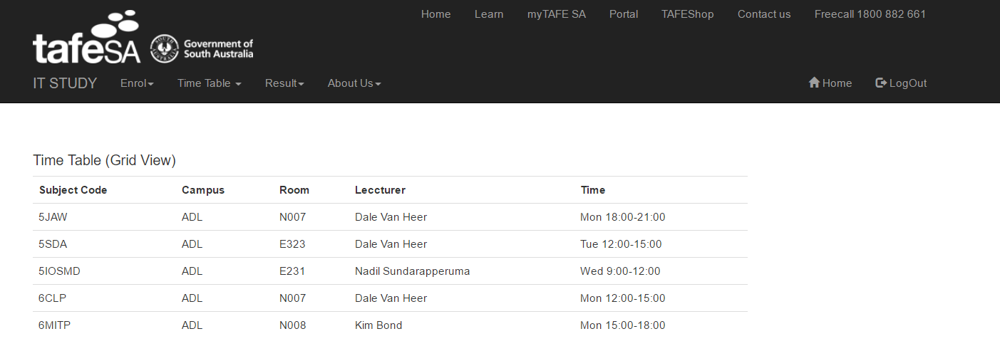 Home Learn myTAFE SA Portal TAFEShop Contact us Freecall 1800 882 661
tafeSA
SOUTH AUSTRALIA
Government of
South Australia
IT STUDY Enrol Time Table Result About Us Home LogOut
Time Table (Grid View)
Subject Code Campus Room Leccturer Time
5JAW ADL N007 Dale Van Heer Mon 18:00-21:00
5SDA ADL E323 Dale Van Heer Tue 12:00-15:00
5IOSMD ADL E231 Nadil Sundarapperuma Wed 9:00-12:00
6CLP ADL N007 Dale Van Heer Mon 12:00-15:00
6MITP ADL N008 Kim Bond Mon 15:00-18:00